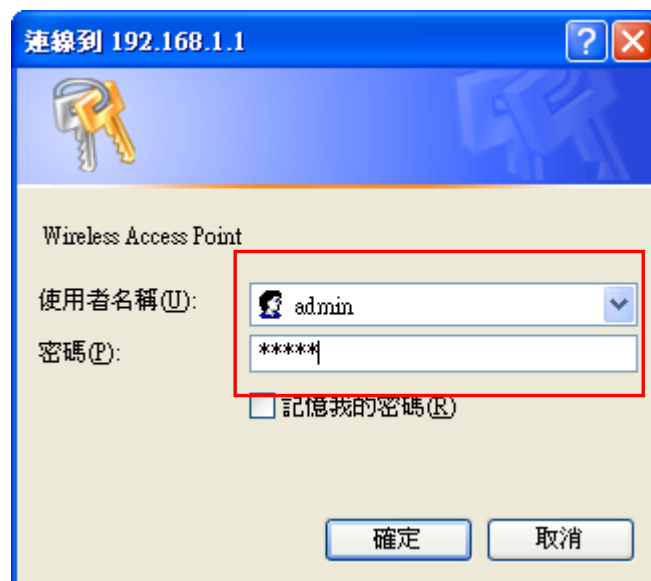 連線到 192.168.1.1
Wireless Access Point
使用者名稱(U): admin
密碼(P): *****
記憶我的密碼(R)
確定 取消